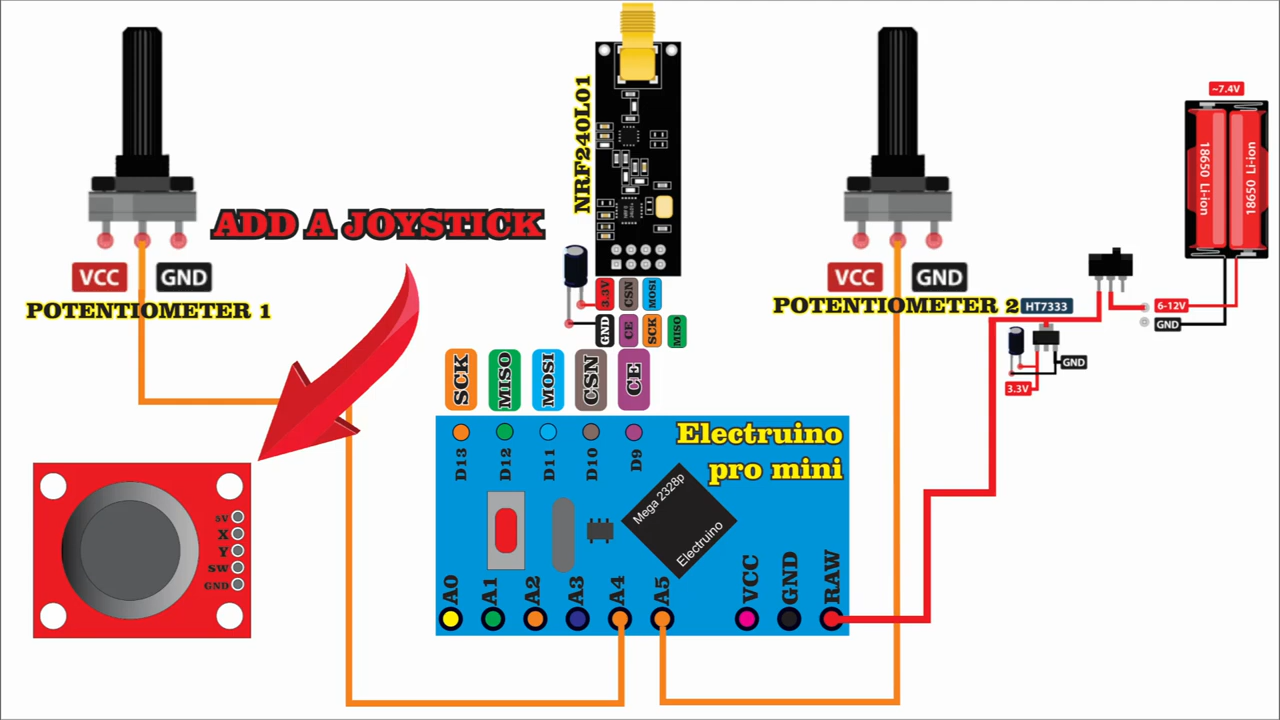 ~7.4V
18650 Li-ion
18650 Li-ion
NRF240L01
ADD A JOYSTICK
VCC
GND
POTENTIOMETER 1
VCC
GND
POTENTIOMETER 2
HT7333
6-12V
GND
GND
3.3V
3.3V
CSN
MOSI
GND
CE
SCK
MISO
SCK
MISO
MOSI
CSN
CE
D13
D12
D11
D10
D9
Electruino
pro mini
Mega 2328p
Electruino
5V
X
Y
SW
GND
A0
A1
A2
A3
A4
A5
VCC
GND
RAW